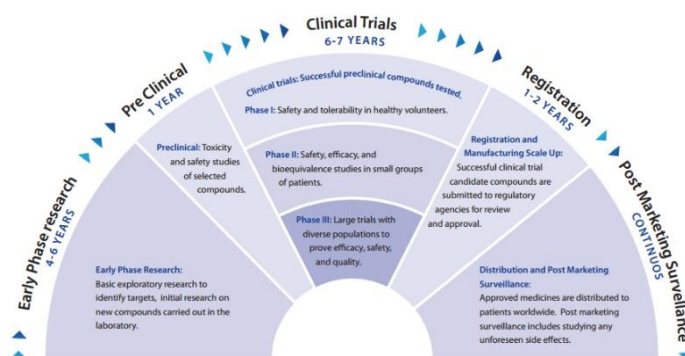 Clinical Trials
6-7 YEARS
Pre Clinical
1 YEAR
Registration
1-2 YEARS
Early Phase research
4-6 YEARS
Post Marketing Surveillance
CONTINUOS
Clinical trials: Successful preclinical compounds tested.
Phase I: Safety and tolerability in healthy volunteers.
Preclinical: Toxicity
and safety studies
of selected
compounds.
Phase II: Safety, efficacy, and
bioequivalence studies in small groups
of patients.
Phase III: Large trials with
diverse populations to
prove efficacy, safety,
and quality.
Registration and
Manufacturing Scale Up:
Successful clinical trial
candidate compounds are
submitted to regulatory
agencies for review
and approval.
Early Phase Research:
Basic exploratory research to
identify targets, initial research on
new compounds carried out in the
laboratory.
Distribution and Post Marketing
Surveillance:
Approved medicines are distributed to
patients worldwide. Post marketing
surveillance includes studying any
unforeseen side effects.